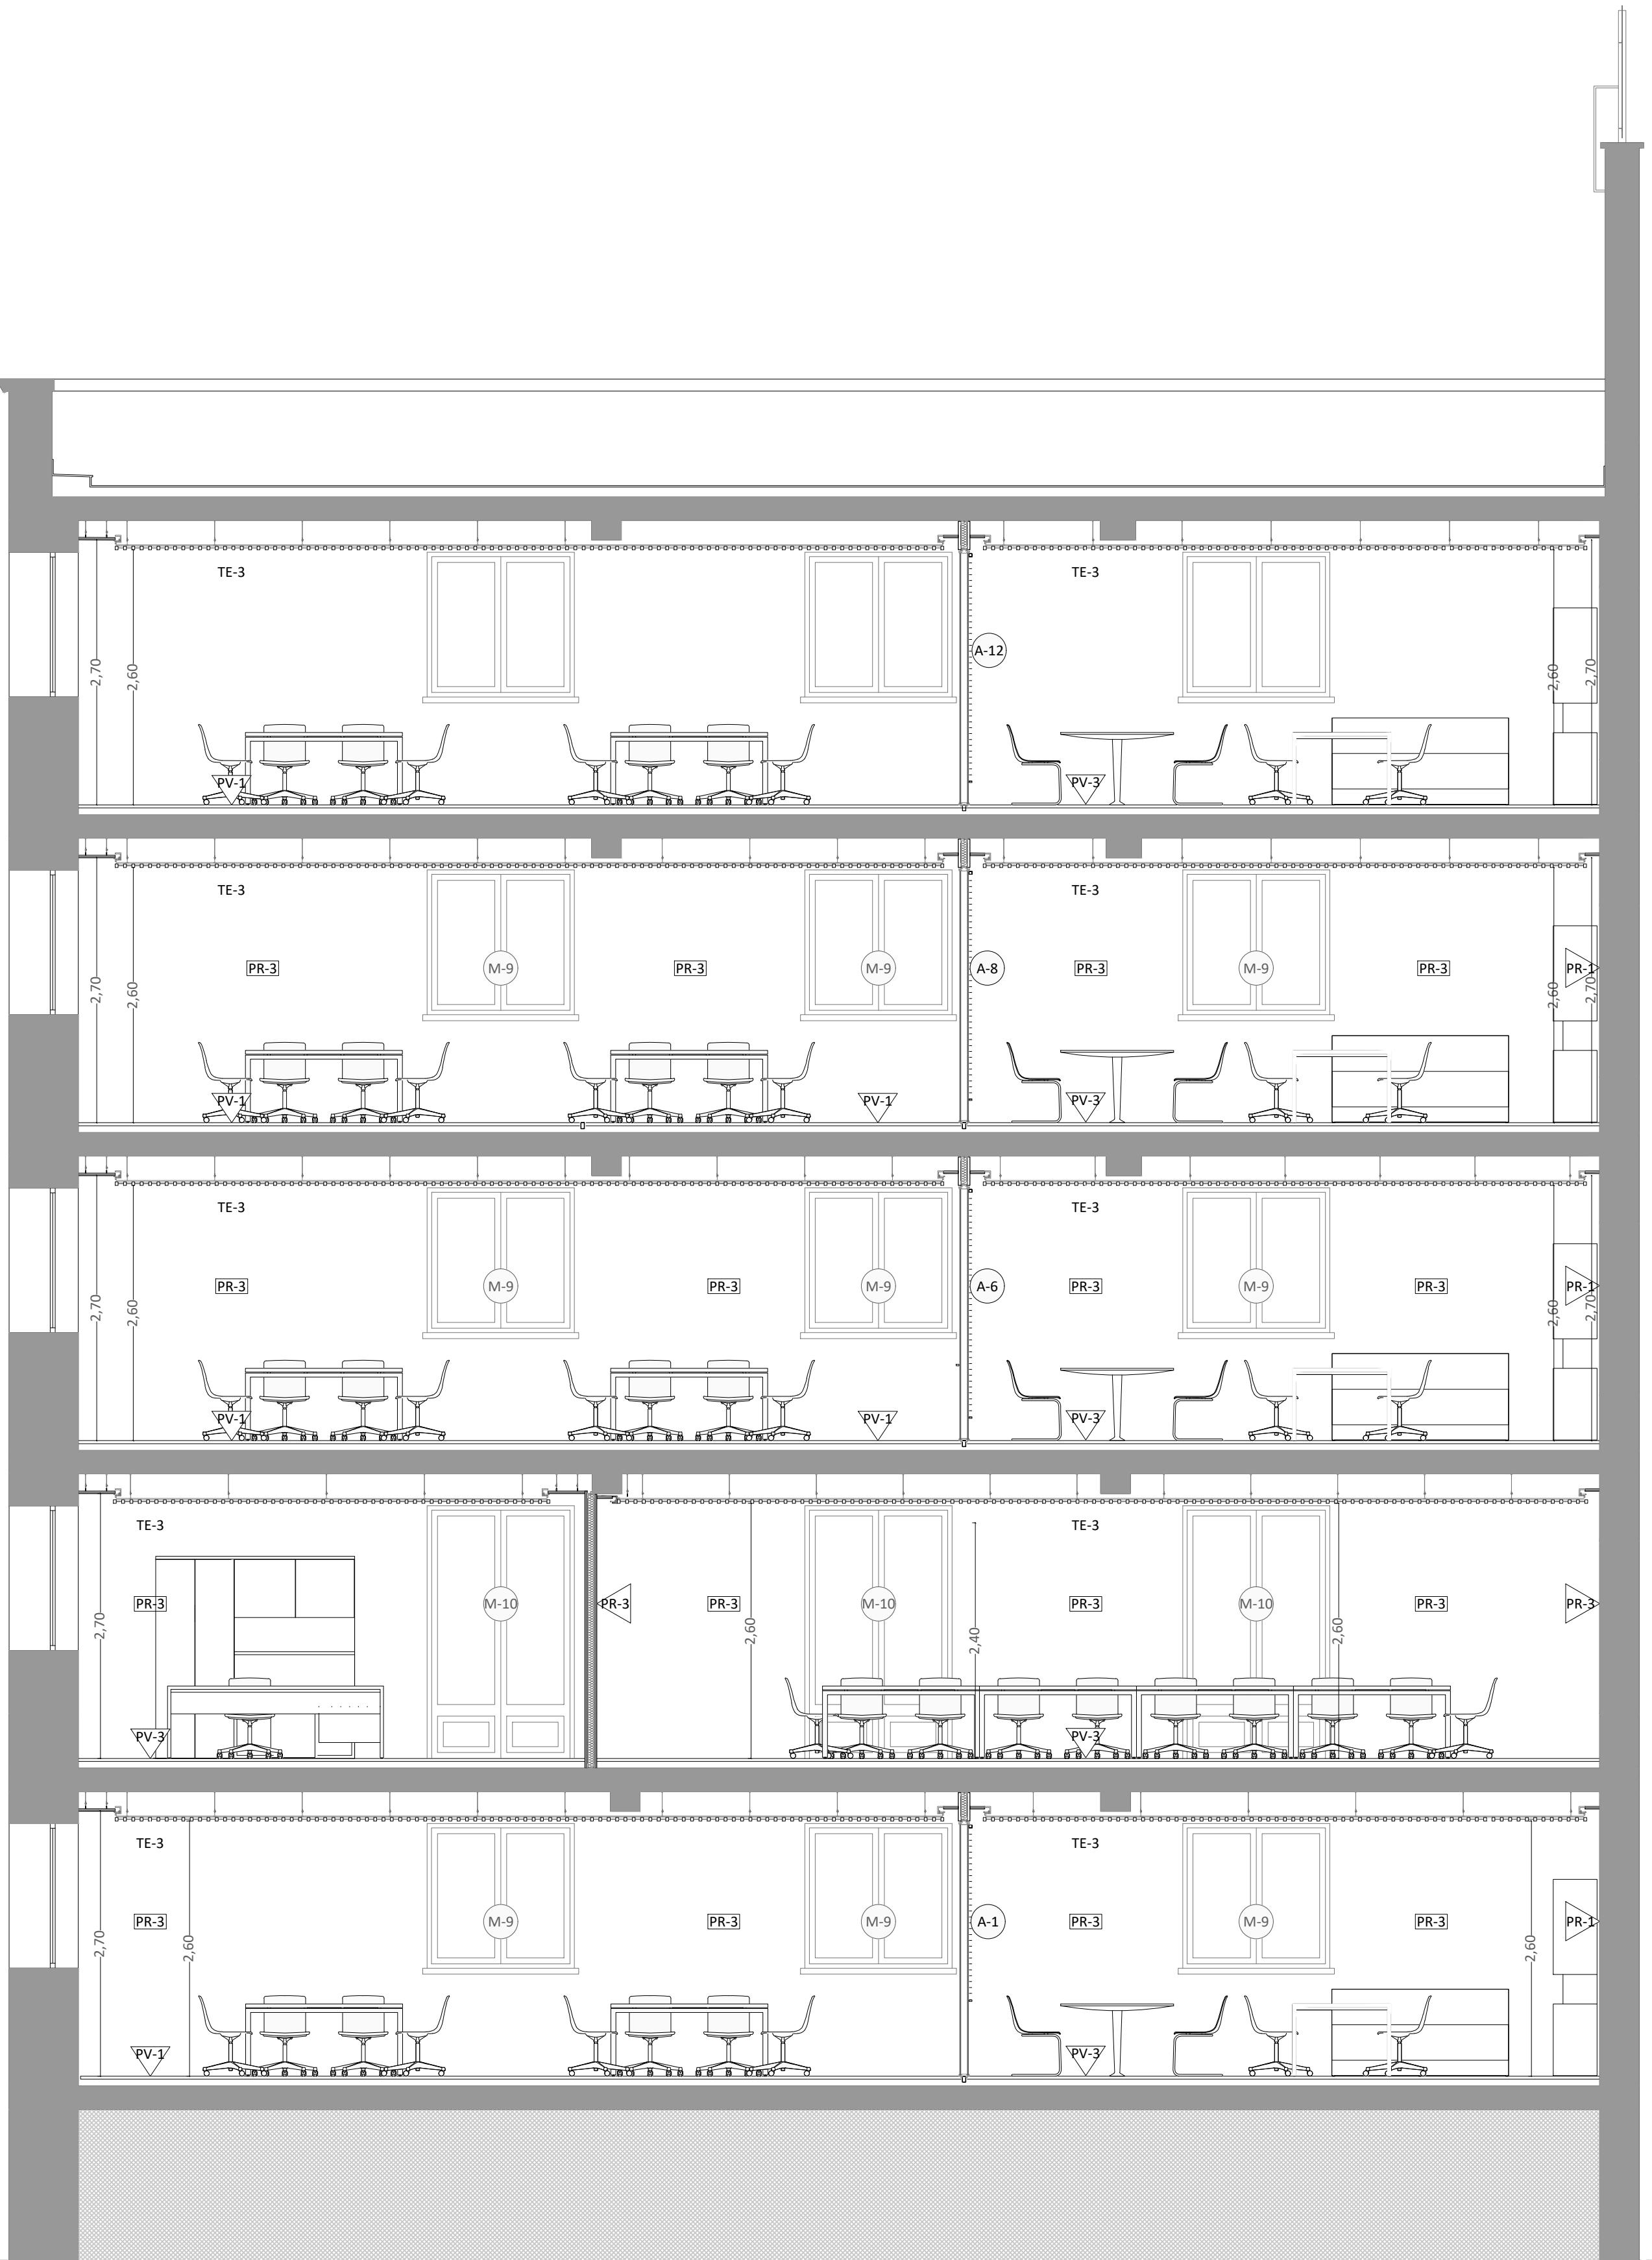 TE-3
TE-3
A-12
2,70
2,60
2,60
2,70
PV-1
PV-3
TE-3
TE-3
PR-3
M-9
PR-3
M-9
A-8
PR-3
M-9
PR-3
PR-1
2,70
2,60
2,60
2,70
PV-1
PV-1
PV-3
TE-3
TE-3
PR-3
M-9
PR-3
M-9
A-6
PR-3
M-9
PR-3
PR-1
2,70
2,60
2,60
2,70
PV-1
PV-1
PV-3
TE-3
TE-3
PR-3
M-10
PR-3
PR-3
M-10
PR-3
M-10
PR-3
PR-3
2,70
2,60
2,40
2,60
PV-3
PV-3
TE-3
TE-3
PR-3
M-9
PR-3
M-9
A-1
PR-3
M-9
PR-3
PR-1
2,70
2,60
2,60
PV-1
PV-3